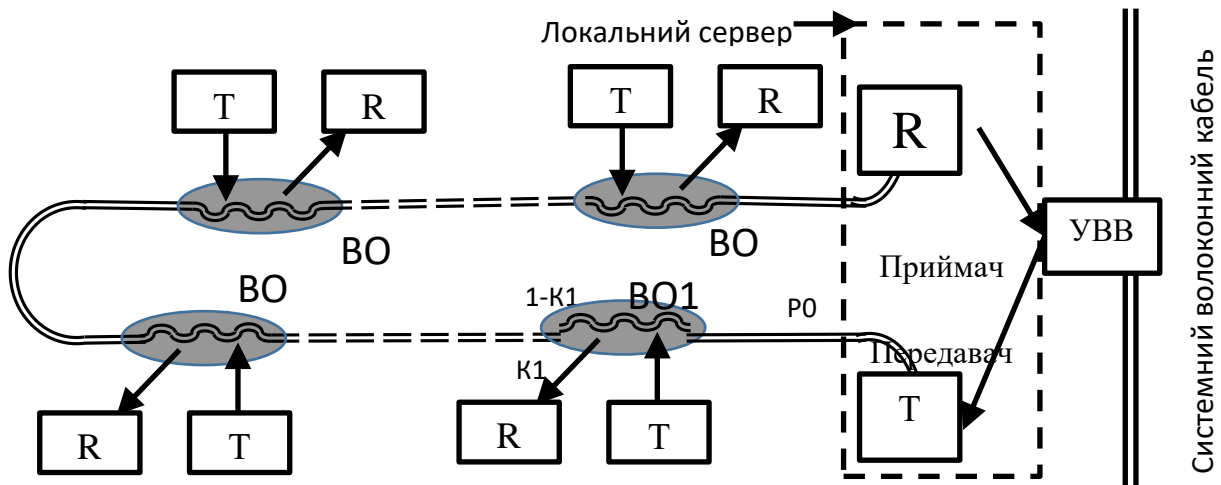 Локальний сервер
T
R
T
R
R
УВВ
Системний волоконний кабель
ВО
ВО
Приймач
ВО
1-К1
ВО1
Р0
Передавач
К1
R
T
R
T
T